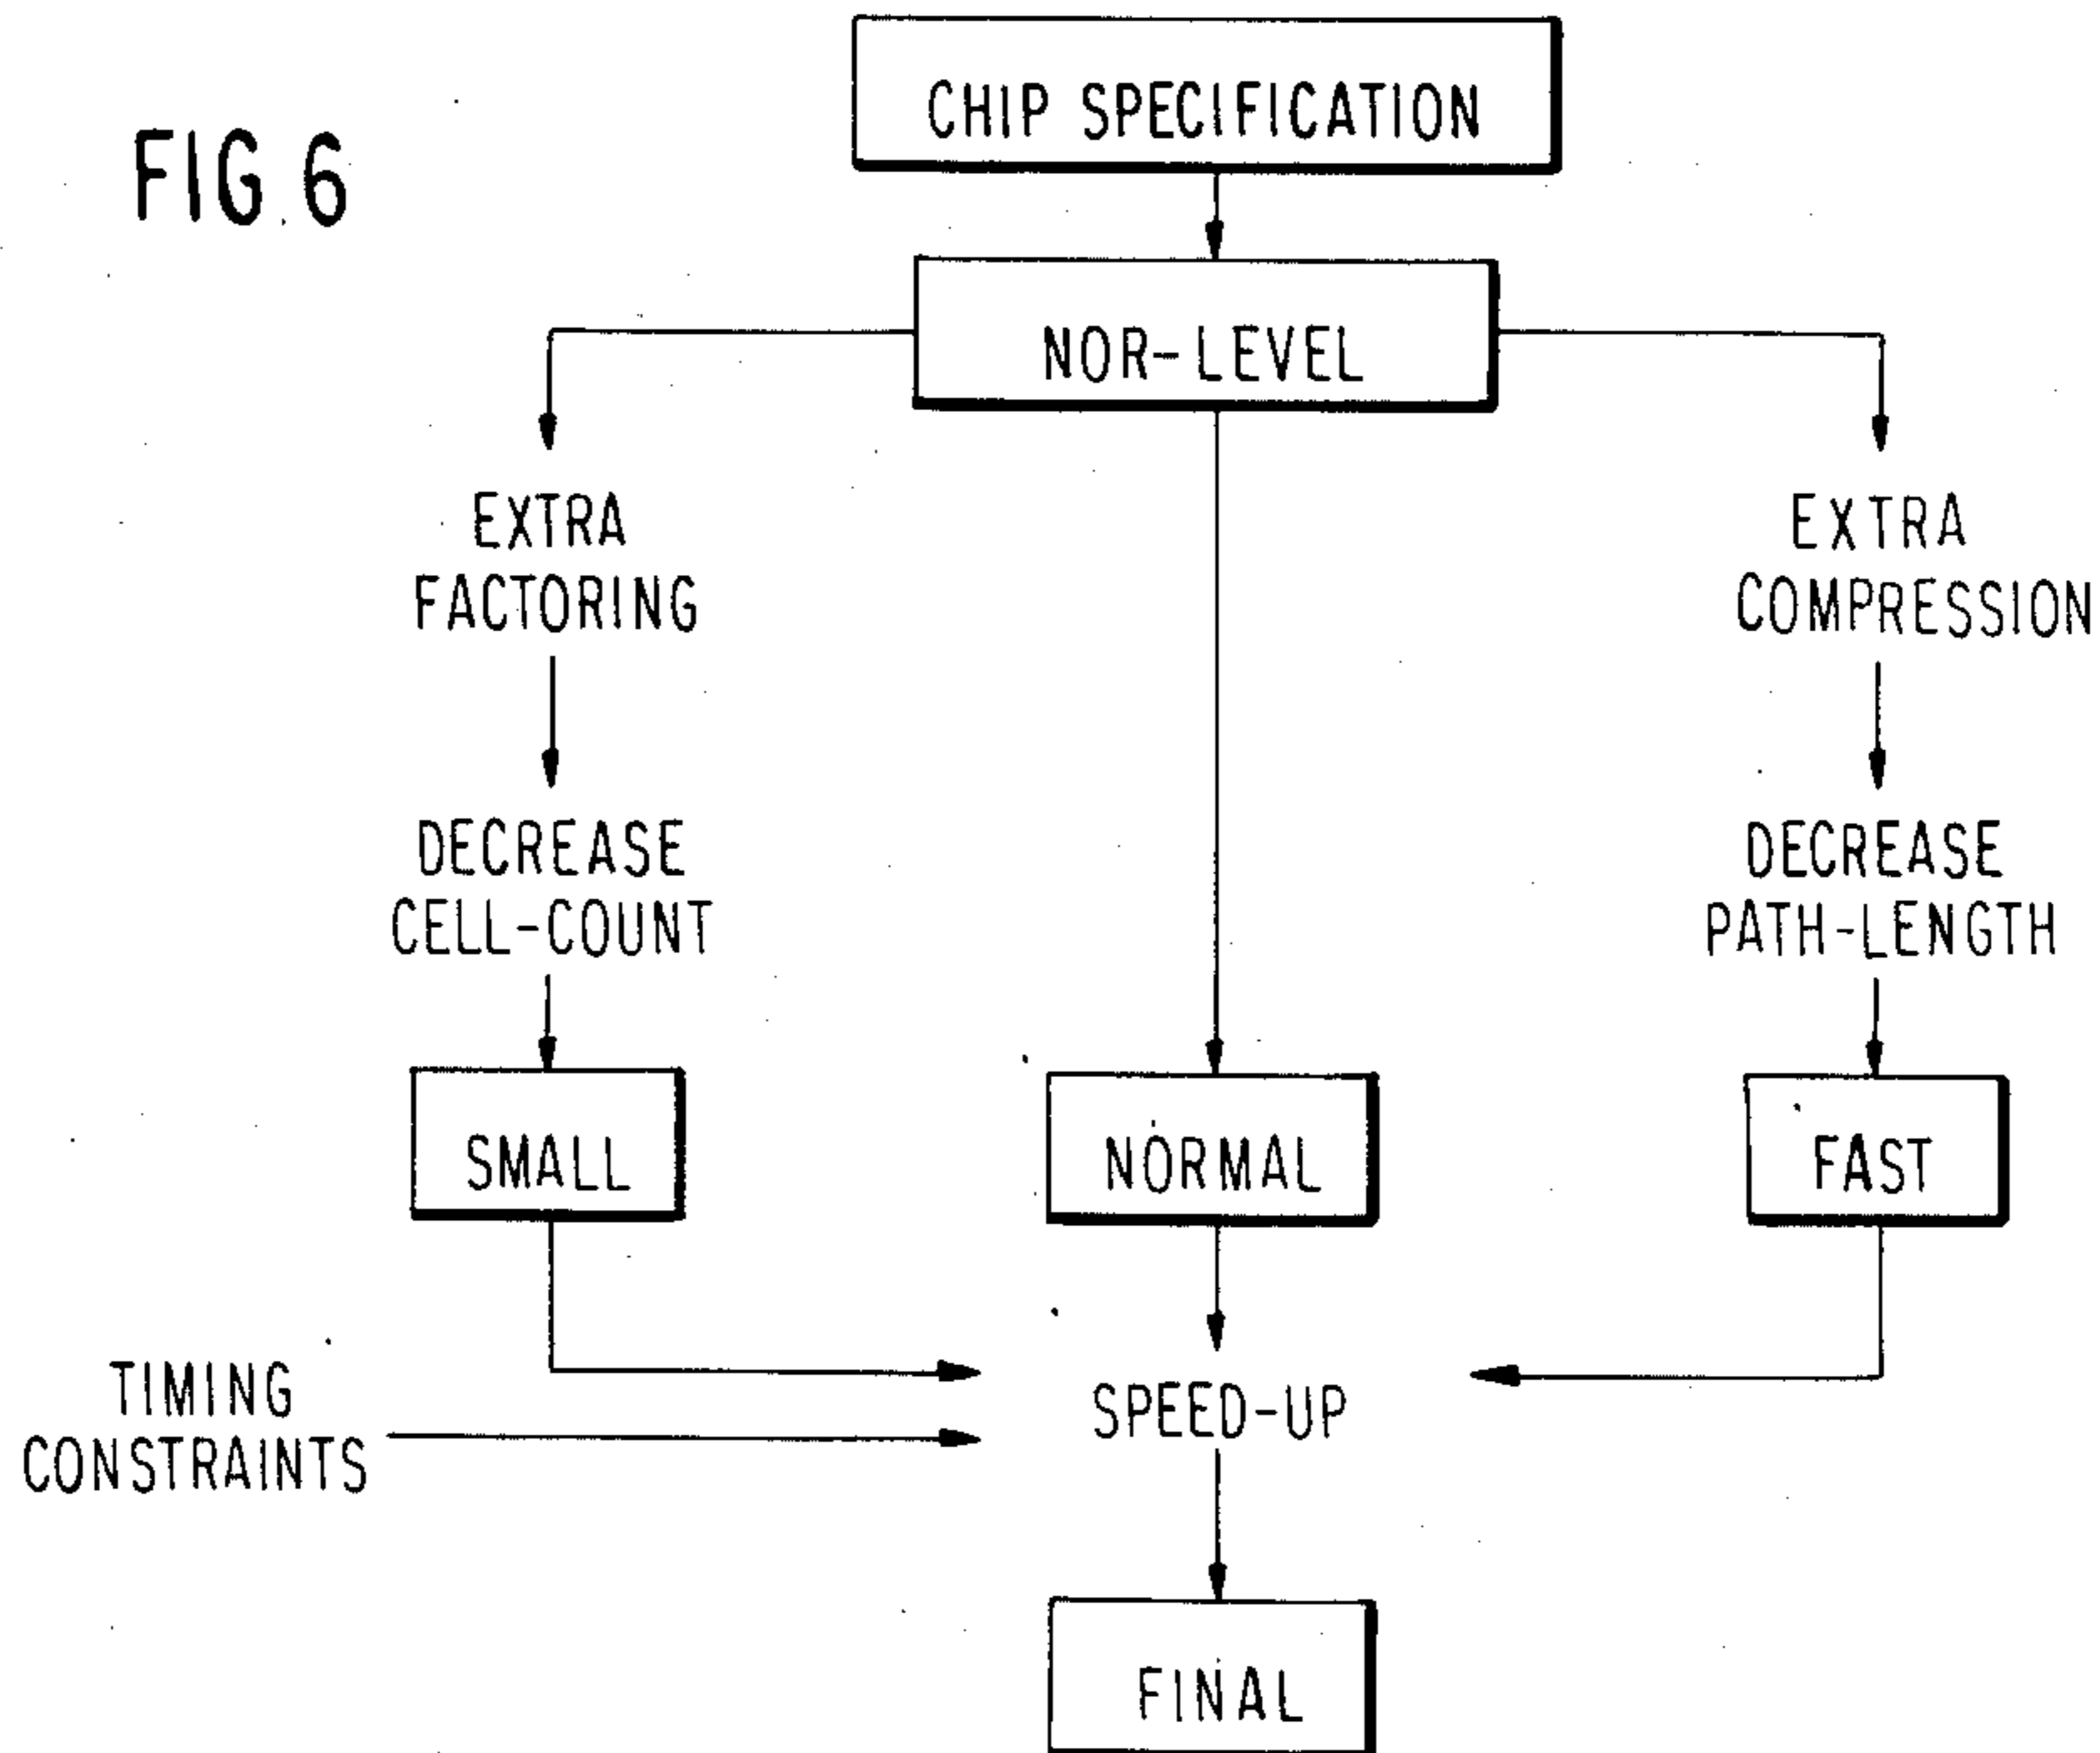 FIG.6
CHIP SPECIFICATION
NOR-LEVEL
EXTRA
FACTORING
EXTRA
COMPRESSION
DECREASE
CELL-COUNT
DECREASE
PATH-LENGTH
SMALL
NORMAL
FAST
TIMING
CONSTRAINTS
SPEED-UP
FINAL